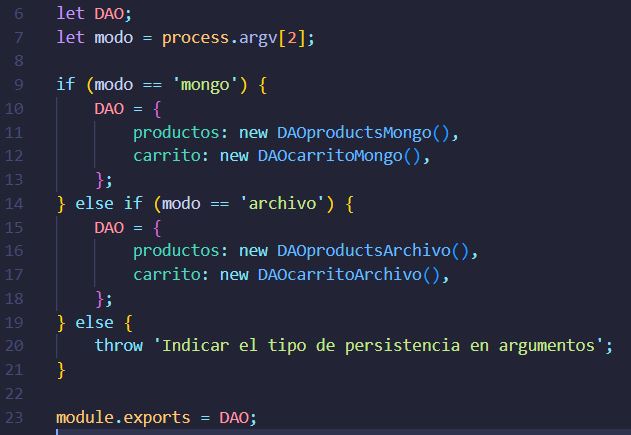 6 let DAO;
7 let modo = process.argv[2];
8
9 if (modo == 'mongo') {
10     DAO = {
11         productos: new DAOproductsMongo(),
12         carrito: new DAOcarritoMongo(),
13     };
14 } else if (modo == 'archivo') {
15     DAO = {
16         productos: new DAOproductsArchivo(),
17         carrito: new DAOcarritoArchivo(),
18     };
19 } else {
20     throw 'Indicar el tipo de persistencia en argumentos';
21 }
22
23 module.exports = DAO;